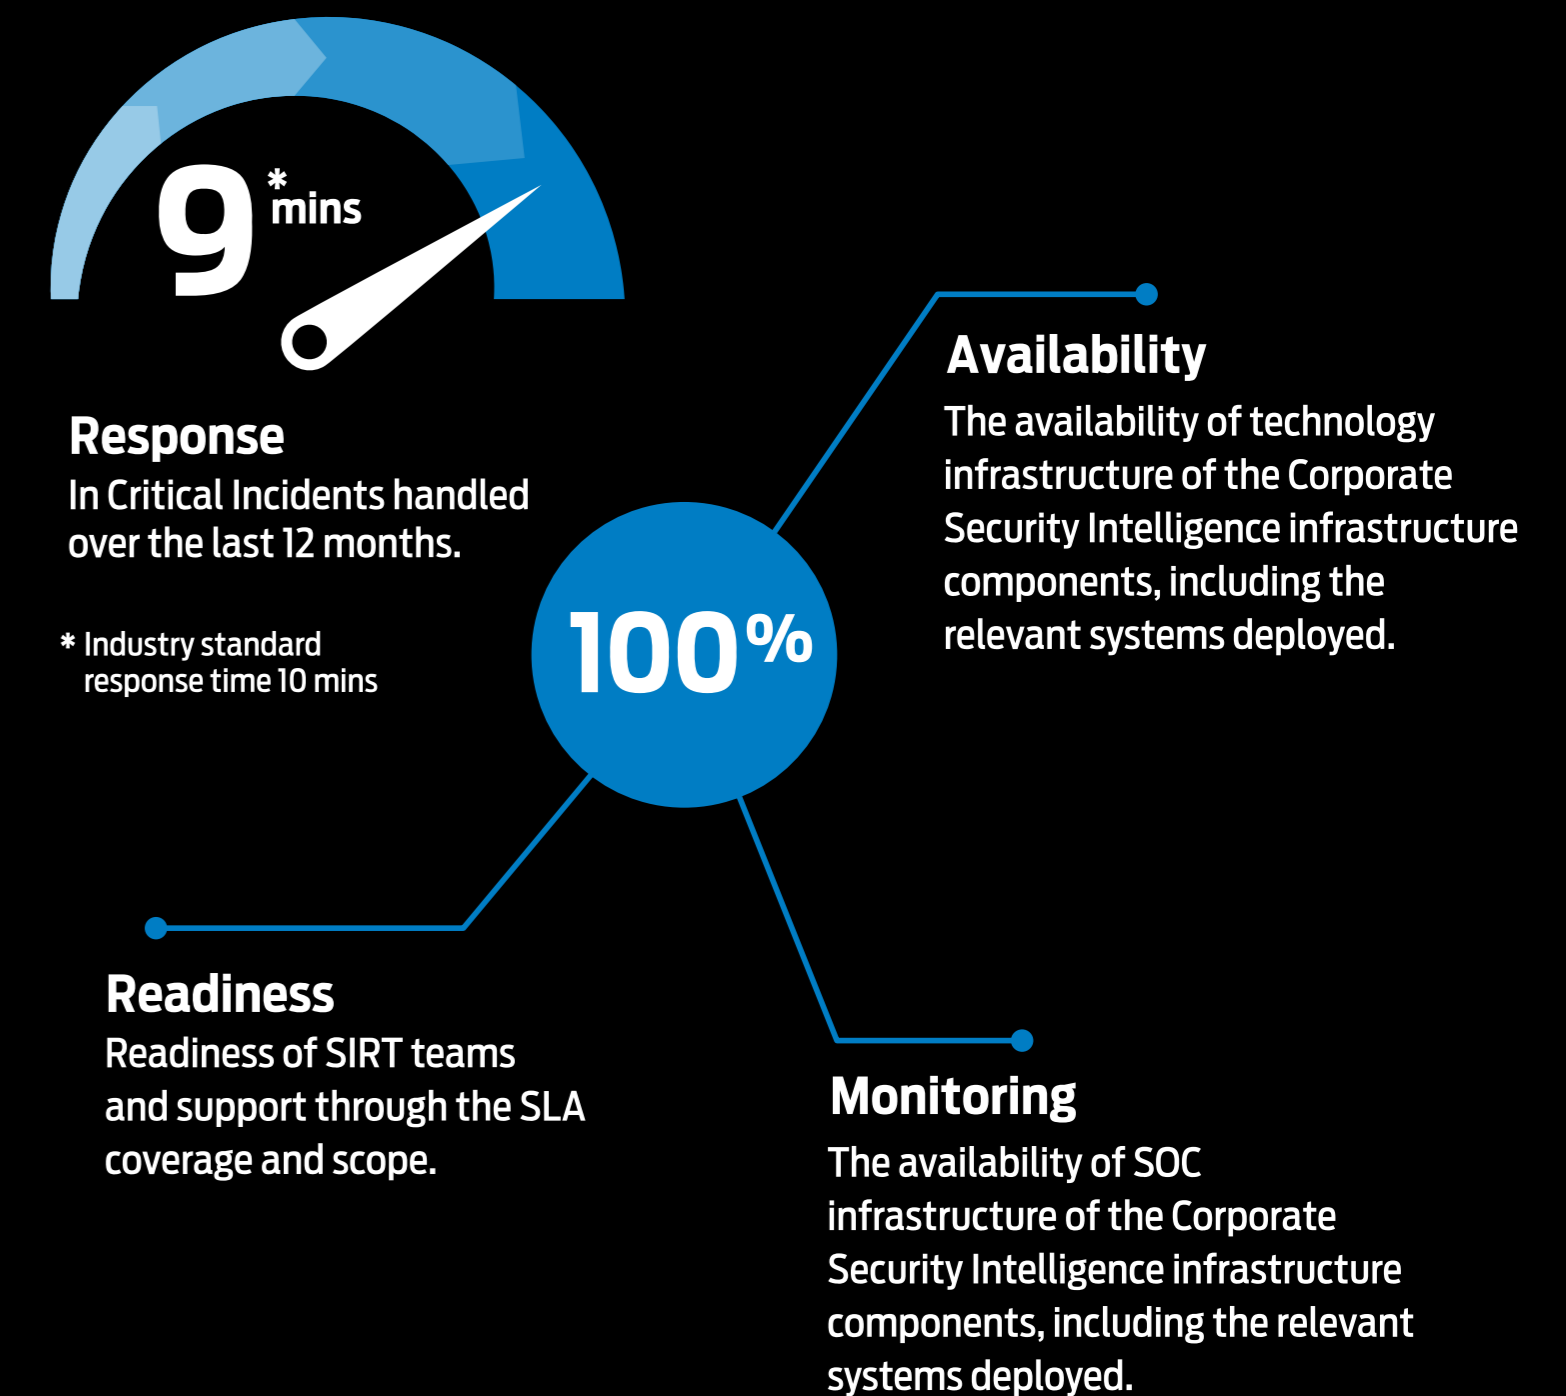 9
*
mins
Response
In Critical Incidents handled
over the last 12 months.
* Industry standard
response time 10 mins
100%
Availability
The availability of technology
infrastructure of the Corporate
Security Intelligence infrastructure
components, including the
relevant systems deployed.
Readiness
Readiness of SIRT teams
and support through the SLA
coverage and scope.
Monitoring
The availability of SOC
infrastructure of the Corporate
Security Intelligence infrastructure
components, including the relevant
systems deployed.